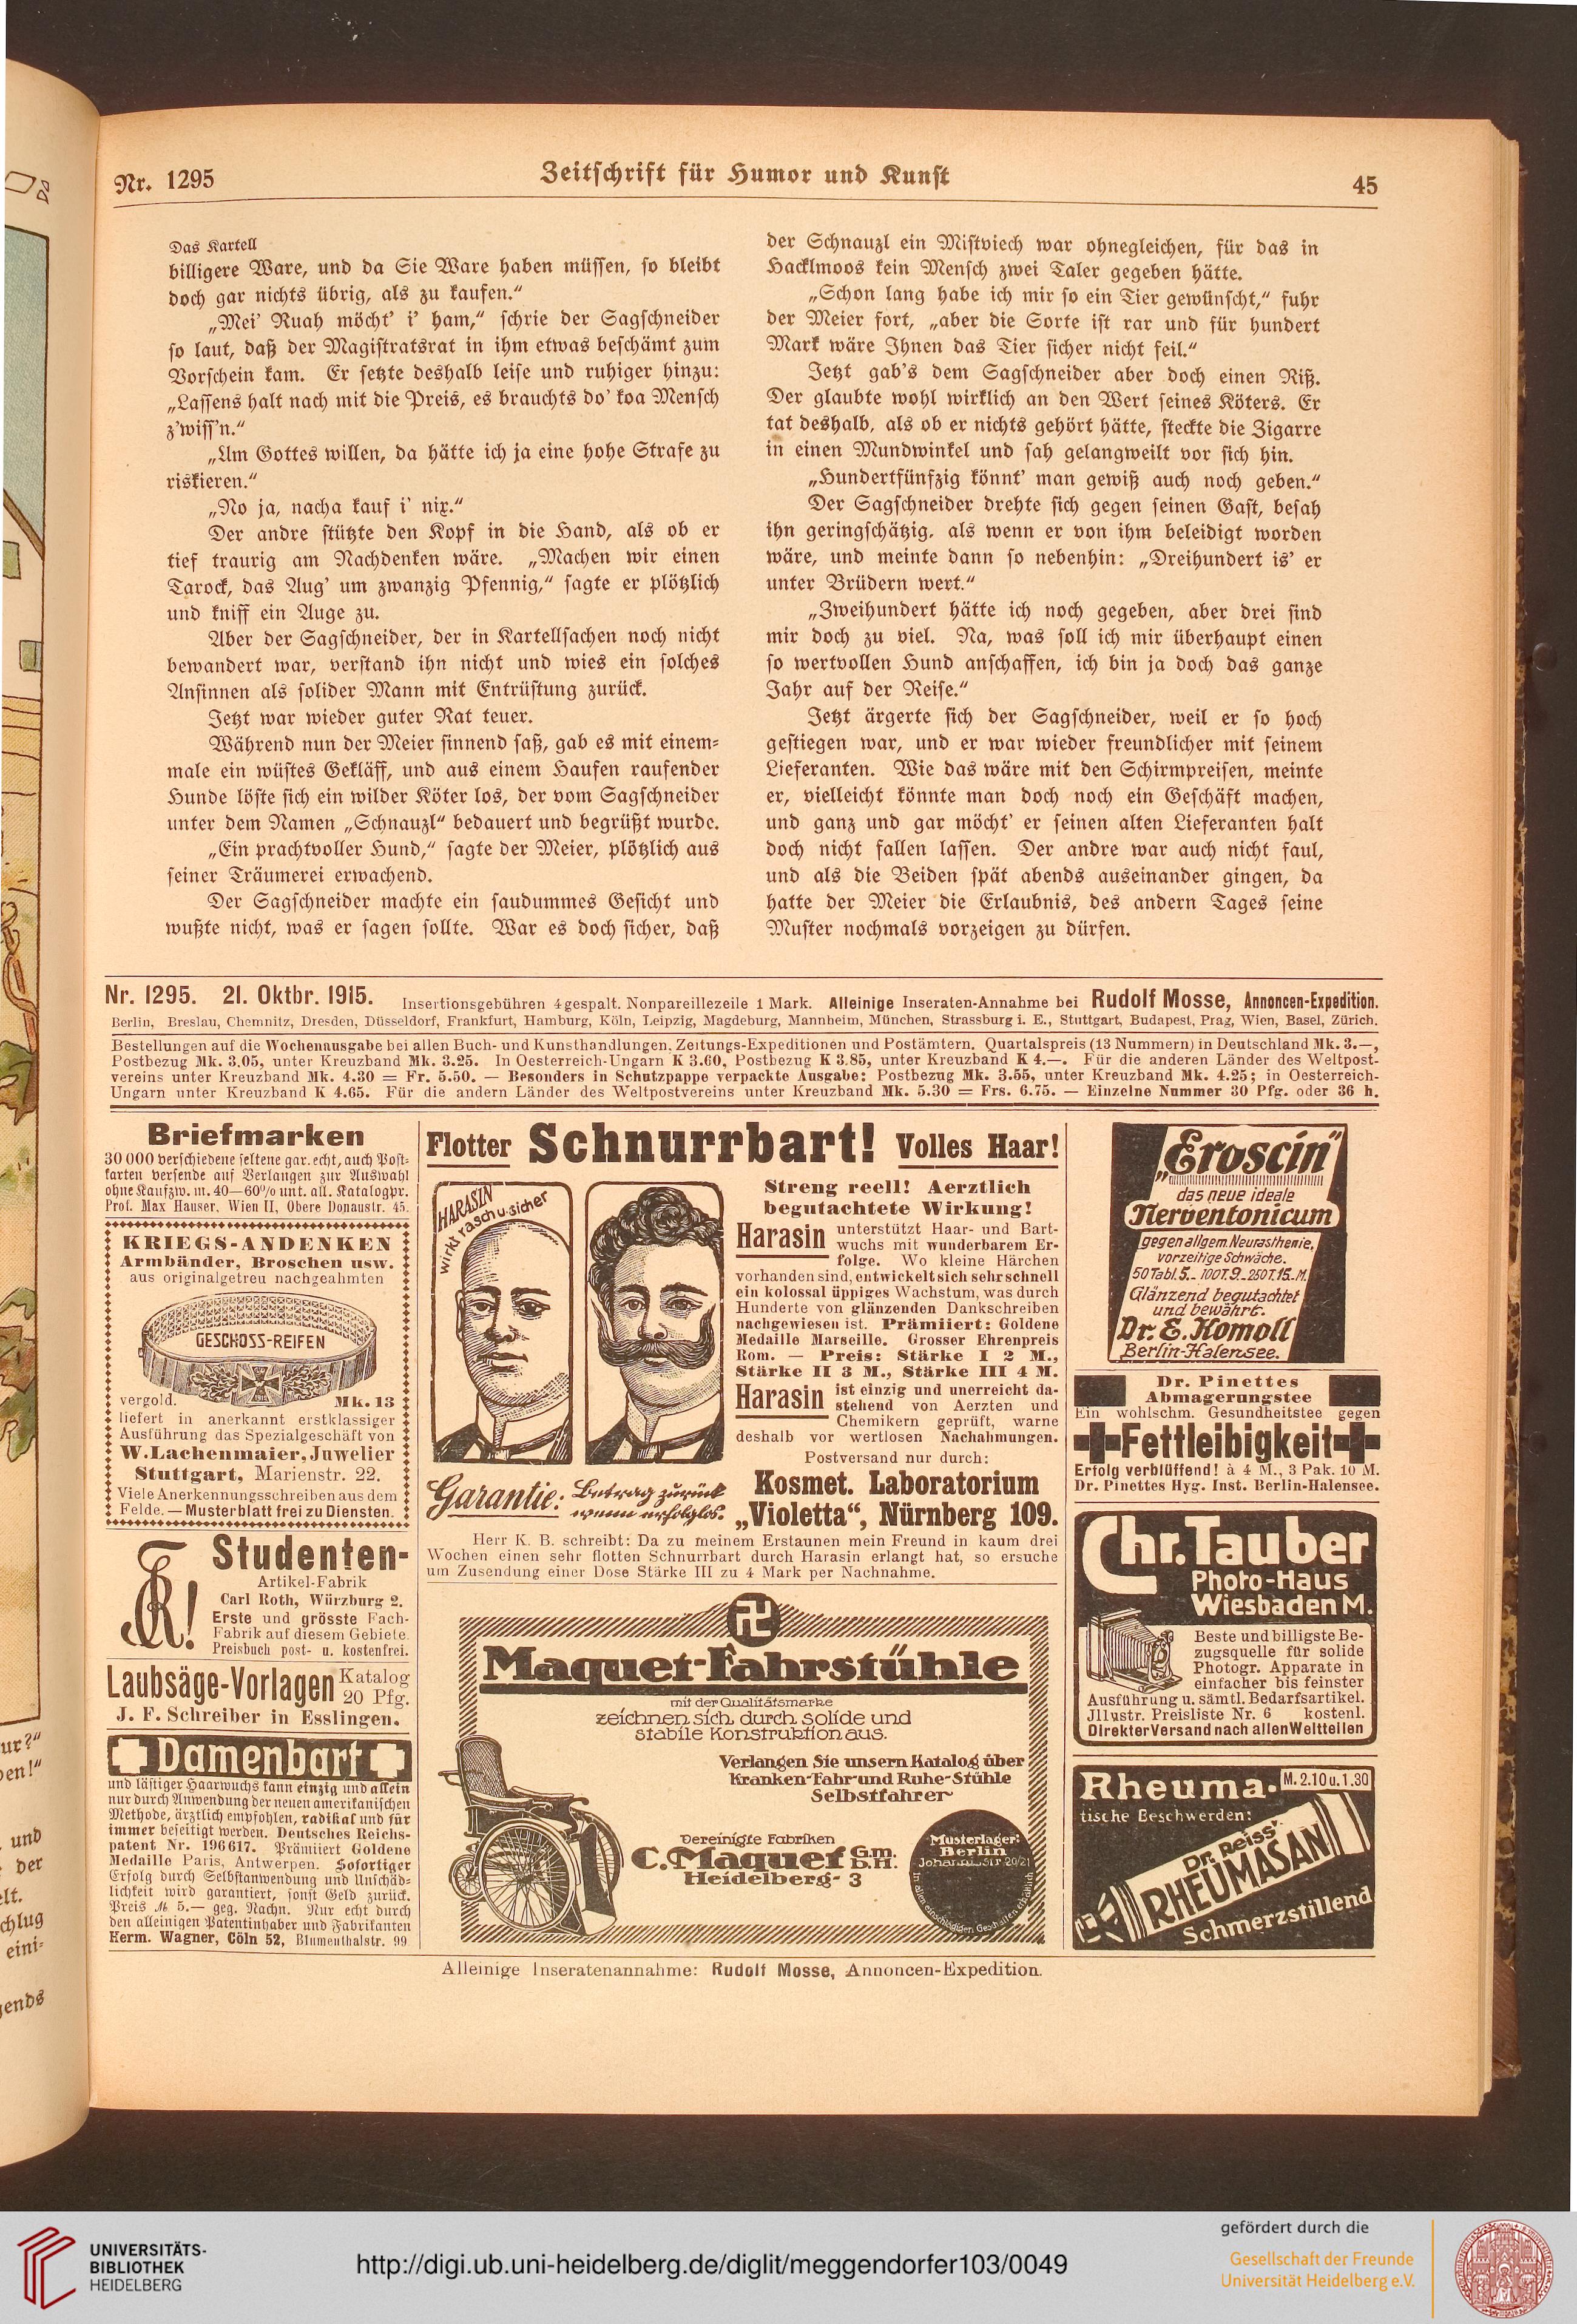 Nr. 1295
Zeitschrift für Humor und Kunst
45
Das Kartell
billigere Ware, und da Sie Ware haben müssen, so bleibt
doch gar nichts übrig, als zu kaufen.“
„Mei' Ruah möcht' i' ham,“ schrie der Sagschneider
so laut, daß der Magistratsrat in ihm etwas beschämt zum
Vorschein kam. Er setzte deshalb leise und ruhiger hinzu:
„Lassens halt nach mit die Preis, es brauchts do' koa Mensch
z'wiss'n.“
„Um Gottes willen, da hätte ich ja eine hohe Strafe zu
riskieren.“
„No ja, nacha kauf i' nix.“
Der andre stützte den Kopf in die Hand, als ob er
tief traurig am Nachdenken wäre. „Machen wir einen
Tarock, das Aug' um zwanzig Pfennig,“ sagte er plötzlich
und kniff ein Auge zu.
Aber der Sagschneider, der in Kartellsachen noch nicht
bewandert war, verstand ihn nicht und wies ein solches
Ansinnen als solider Mann mit Entrüstung zurück.
Jetzt war wieder guter Rat teuer.
Während nun der Meier sinnend saß, gab es mit einem-
male ein wüstes Gekläff, und aus einem Haufen raufender
Hunde löste sich ein wilder Köter los, der vom Sagschneider
unter dem Namen „Schnauzl“ bedauert und begrüßt wurde.
„Ein prachtvoller Hund,“ sagte der Meier, plötzlich aus
seiner Träumerei erwachend.
Der Sagschneider machte ein saudummes Gesicht und
wußte nicht, was er sagen sollte. War es doch sicher, daß
der Schnauzl ein Mistviech war ohnegleichen, für das in
Hacklmoos kein Mensch zwei Taler gegeben hätte.
„Schon lang habe ich mir so ein Tier gewünscht,“ fuhr
der Meier fort, „aber die Sorte ist rar und für hundert
Mark wäre Ihnen das Tier sicher nicht feil.“
Jetzt gab's dem Sagschneider aber doch einen Riß.
Der glaubte wohl wirklich an den Wert seines Köters. Er
tat deshalb, als ob er nichts gehört hätte, steckte die Zigarre
in einen Mundwinkel und sah gelangweilt vor sich hin.
„Hundertfünfzig könnt' man gewiß auch noch geben.“
Der Sagschneider drehte sich gegen seinen Gast, besah
ihn geringschätzig, als wenn er von ihm beleidigt worden
wäre, und meinte dann so nebenhin: „Dreihundert is' er
unter Brüdern wert.“
„Zweihundert hätte ich noch gegeben, aber drei sind
mir doch zu viel. Na, was soll ich mir überhaupt einen
so wertvollen Hund anschaffen, ich bin ja doch das ganze
Jahr auf der Reise.“
Jetzt ärgerte sich der Sagschneider, weil er so hoch
gestiegen war, und er war wieder freundlicher mit seinem
Lieferanten. Wie das wäre mit den Schirmpreisen, meinte
er, vielleicht könnte man doch noch ein Geschäft machen,
und ganz und gar möcht' er seinen alten Lieferanten halt
doch nicht fallen lassen. Der andre war auch nicht faul,
und als die Beiden spät abends auseinander gingen, da
hatte der Meier die Erlaubnis, des andern Tages seine
Muster nochmals vorzeigen zu dürfen.
Nr. 1295. 21. Oktbr. 1915. Insertionsgebühren 4gespalt. Nonpareillezeile 1 Mark. Alleinige Inseraten-Annahme bei Rudolf Mosse, Annoncen-Expedition.
Berlin, Breslau, Chemnitz, Dresden, Düsseldorf, Frankfurt, Hamburg, Köln, Leipzig, Magdeburg, Mannheim, München, Strassburg i. E., Stuttgart, Budapest, Prag, Wien, Basel, Zürich.
Bestellungen auf die Wochenausgabe bei allen Buch- und Kunsthandlungen, Zeitungs-Expeditionen und Postämtern. Quartalspreis (13 Nummern) in Deutschland Mk. 3.—,
Postbezug Mk. 3.05, unter Kreuzband Mk. 3.25. In Oesterreich-Ungarn K 3.60, Postbezug K 3.85, unter Kreuzband K 4.—. Für die anderen Länder des Weltpost-
vereins unter Kreuzband Mk. 4.30 = Fr. 5.50. — Besonders in Schutzpappe verpackte Ausgabe: Postbezug Mk. 3.55, unter Kreuzband Mk. 4.25; in Oesterreich-
Ungarn unter Kreuzband K 4.65. Für die andern Länder des Weltpostvereins unter Kreuzband Mk. 5.30 = Frs. 6.75. — Einzelne Nummer 30 Pfg. oder 36 h.
Briefmarken
30 000 verschiedene seltene gar. echt, auch Post-
karten versende auf Verlangen zur Auswahl
ohne Kaufzw. m. 40—60% unt. all. Katalogpr.
Prof. Max Hauser, Wien II, Obere Donaustr. 45.
KRIEGS-ANDENKEN
Armbänder, Broschen usw.
aus originalgetreu nachgeahmten
GESCHOSS-REIFEN
vergold. Mk. 13
liefert in anerkannt erstklassiger
Ausführung das Spezialgeschäft von
W. Lachenmaier, Juwelier
Stuttgart, Marienstr. 22.
Viele Anerkennungsschreiben aus dem
Felde. — Musterblatt frei zu Diensten.
Studenten-
Artikel-Fabrik
Carl Roth, Würzburg 2.
Erste und grösste Fach-
Fabrik auf diesem Gebiete.
Preisbuch post- u. kostenfrei.
Laubsäge-Vorlagen Katalog
20 Pfg.
J. F. Schreiber in Esslingen.
Damenbart
und lästiger Haarwuchs kann einzig und allein
nur durch Anwendung der neuen amerikanischen
Methode, ärztlich empfohlen, radikal und für
immer beseitigt werden. Deutsches Reichs-
patent Nr. 196617. Prämiiert Goldene
Medaille Paris, Antwerpen. Sofortiger
Erfolg durch Selbstanwendung und Unschäd-
lichkeit wird garantiert, sonst Geld zurück.
Preis M 5.— geg. Nachn. Nur echt durch
den alleinigen Patentinhaber und Fabrikanten
Herm. Wagner, Cöln 52, Blumenthalstr. 99
Flotter Schnurrbart! Volles Haar!
HARASIN
wirkt rasch u. sicher
Streng reell! Aerztlich
begutachtete Wirkung!
Harasin unterstützt Haar- und Bart-
wuchs mit wunderbarem Er-
folge. Wo kleine Härchen
vorhanden sind, entwickelt sich sehr schnell
ein kolossal üppiges Wachstum, was durch
Hunderte von glänzenden Dankschreiben
nachgewiesen ist. Prämiiert: Goldene
Medaille Marseille. Grosser Ehrenpreis
Rom. — Preis: Stärke I 2 M.,
Stärke II 3 M., Stärke III 4 M.
Harasin ist einzig und unerreicht da-
stehend von Aerzten und
Chemikern geprüft, warne
deshalb vor wertlosen Nachahmungen.
Postversand nur durch:
Garantie: Betrag zurück
wenn erfolglos.
Kosmet. Laboratorium
„Violetta“, Nürnberg 109.
Herr K. B. schreibt: Da zu meinem Erstaunen mein Freund in kaum drei
Wochen einen sehr flotten Schnurrbart durch Harasin erlangt hat, so ersuche
um Zusendung einer Dose Stärke III zu 4 Mark per Nachnahme.
Maquet-Fahrstühle
mit der Qualitätsmarke
zeichnen sich durch solide und
stabile Konstruktion aus.
Verlangen Sie unsern Katalog über
Kranken-Fahr und Ruhe-Stühle
Selbstfahrer
Vereinigte Fabriken
C. Maquet G.m.
b.H.
Heidelberg-3
Musterlager:
Berlin
Johannisstr 20/21
In allen einschlägigen Geschäften erhältlich
„Eroscin“
das neue ideale
Nerventonicum
gegen allgem. Neurasthenie,
vorzeitige Schwäche.
50 Tabl. 5.- 100 T. 9.- 250 T. 15.- M.
Glänzend begutachtet
und bewährt.
Dr. E. Komoll
Berlin-Halensee.
Dr. Pinettes
Abmagerungstee
Ein wohlschm. Gesundheitstee gegen
Fettleibigkeit
Erfolg verblüffend! à 4 M., 3 Pak. 10 M.
Dr. Pinettes Hyg. Inst. Berlin-Halensee.
Chr. Tauber
Photo-Haus
Wiesbaden M.
Beste und billigste Be-
zugsquelle für solide
Photogr. Apparate in
einfacher bis feinster
Ausführung u. sämtl. Bedarfsartikel.
Jllustr. Preisliste Nr. 6 kostenl.
Direkter Versand nach allen Weltteilen
Rheuma- M. 2.10 u. 1.30
tische Beschwerden:
Dr. Reiss'
RHEUMASAN
Schmerzstillend
Alleinige Inseratenannahme: Rudolf Mosse, Annoncen-Expedition.
UNIVERSITÄTS-
BIBLIOTHEK
HEIDELBERG
http://digi.ub.uni-heidelberg.de/diglit/meggendorfer103/0049
gefördert durch die
Gesellschaft der Freunde
Universität Heidelberg e.V.